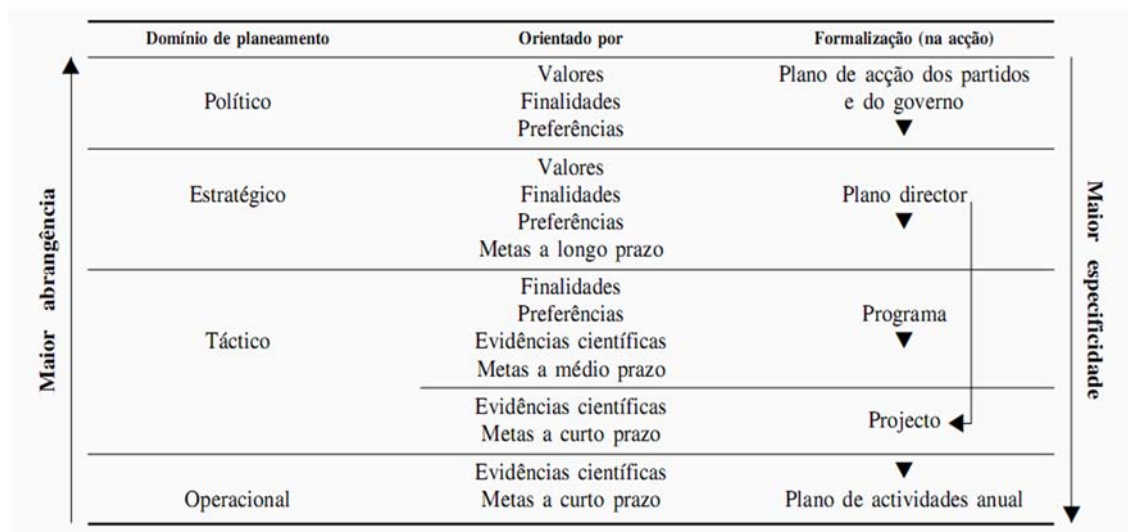 Domínio de planeamento Orientado por Formalização (na acção)
Valores Plano de acção dos partidos
Político Finalidades e do governo
Preferências
Valores
Estratégico Finalidades Plano director
Preferências
Metas a longo prazo
Finalidades
Preferências Programa
Táctico Evidências científicas
Metas a médio prazo
Evidências científicas Projecto
Metas a curto prazo
Evidências científicas
Operacional Metas a curto prazo Plano de actividades anual
Maior abrangência
Maior especificidade